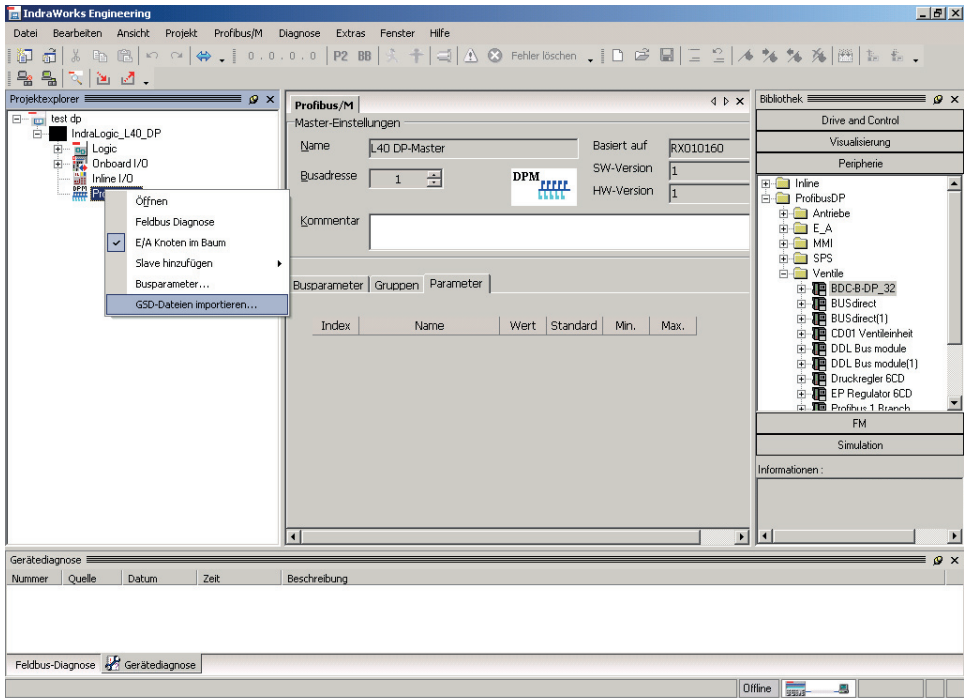 IndraWorks Engineering
Datei Bearbeiten Ansicht Projekt Profibus/M Diagnose Extras Fenster Hilfe
0 . 0 . 0 . 0 P2 BB Fehler löschen
Projektexplorer
test dp
IndraLogic_L40_DP
Logic
Onboard I/O
Inline I/O
Öffnen
Feldbus Diagnose
E/A Knoten im Baum
Slave hinzufügen
Busparameter...
GSD-Dateien importieren...
Profibus/M
Master-Einstellungen
Name L40 DP-Master Basiert auf RX010160
Busadresse 1 DPM SW-Version 1
HW-Version 1
Kommentar
Busparameter Gruppen Parameter
Index Name Wert Standard Min. Max.
Bibliothek
Drive and Control
Visualisierung
Peripherie
Inline
ProfibusDP
Antriebe
E_A
MMI
SPS
Ventile
BDC-B-DP_32
BUSdirect
BUSdirect(1)
CD01 Ventileinheit
DDL Bus module
DDL Bus module(1)
Druckregler 6CD
EP Regulator 6CD
Profibus 1 Branch
FM
Simulation
Informationen :
Gerätediagnose
Nummer Quelle Datum Zeit Beschreibung
Feldbus-Diagnose Gerätediagnose
Offline